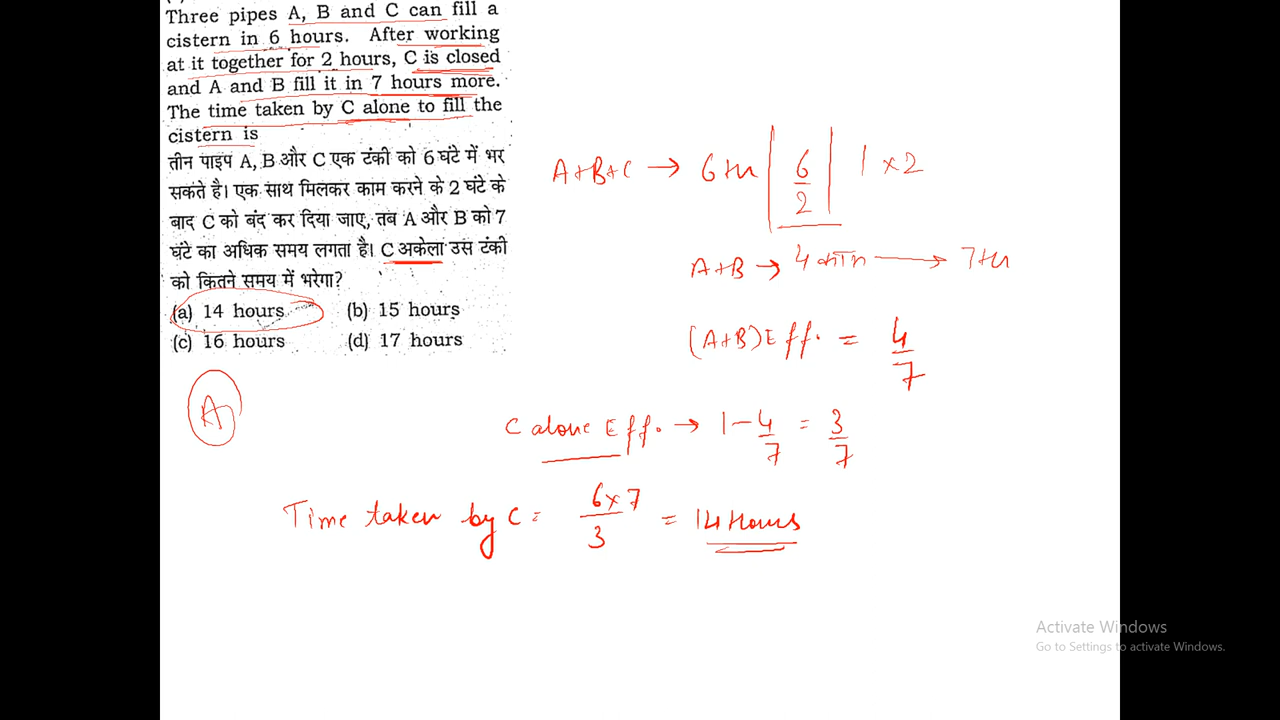 Three pipes A, B and C can fill a
cistern in 6 hours. After working
at it together for 2 hours, C is closed
and A and B fill it in 7 hours more.
The time taken by C alone to fill the
cistern is
तीन पाइप A, B और C एक टंकी को 6 घंटे में भर
सकते है। एक साथ मिलकर काम करने के 2 घंटे के
बाद C को बंद कर दिया जाए, तब A और B को 7
घंटे का अधिक समय लगता है। C अकेला उस टंकी
को कितने समय में भरेगा?
(a) 14 hours (b) 15 hours
(c) 16 hours (d) 17 hours
A
A+B+C → 6 Hr | 6/2 | 1 × 2
A+B → 4 काम → 7 Hr
(A+B) Eff. = 4/7
C alone Eff. → 1 - 4/7 = 3/7
Time taken by C = 6×7/3 = 14 Hours
Activate Windows
Go to Settings to activate Windows.